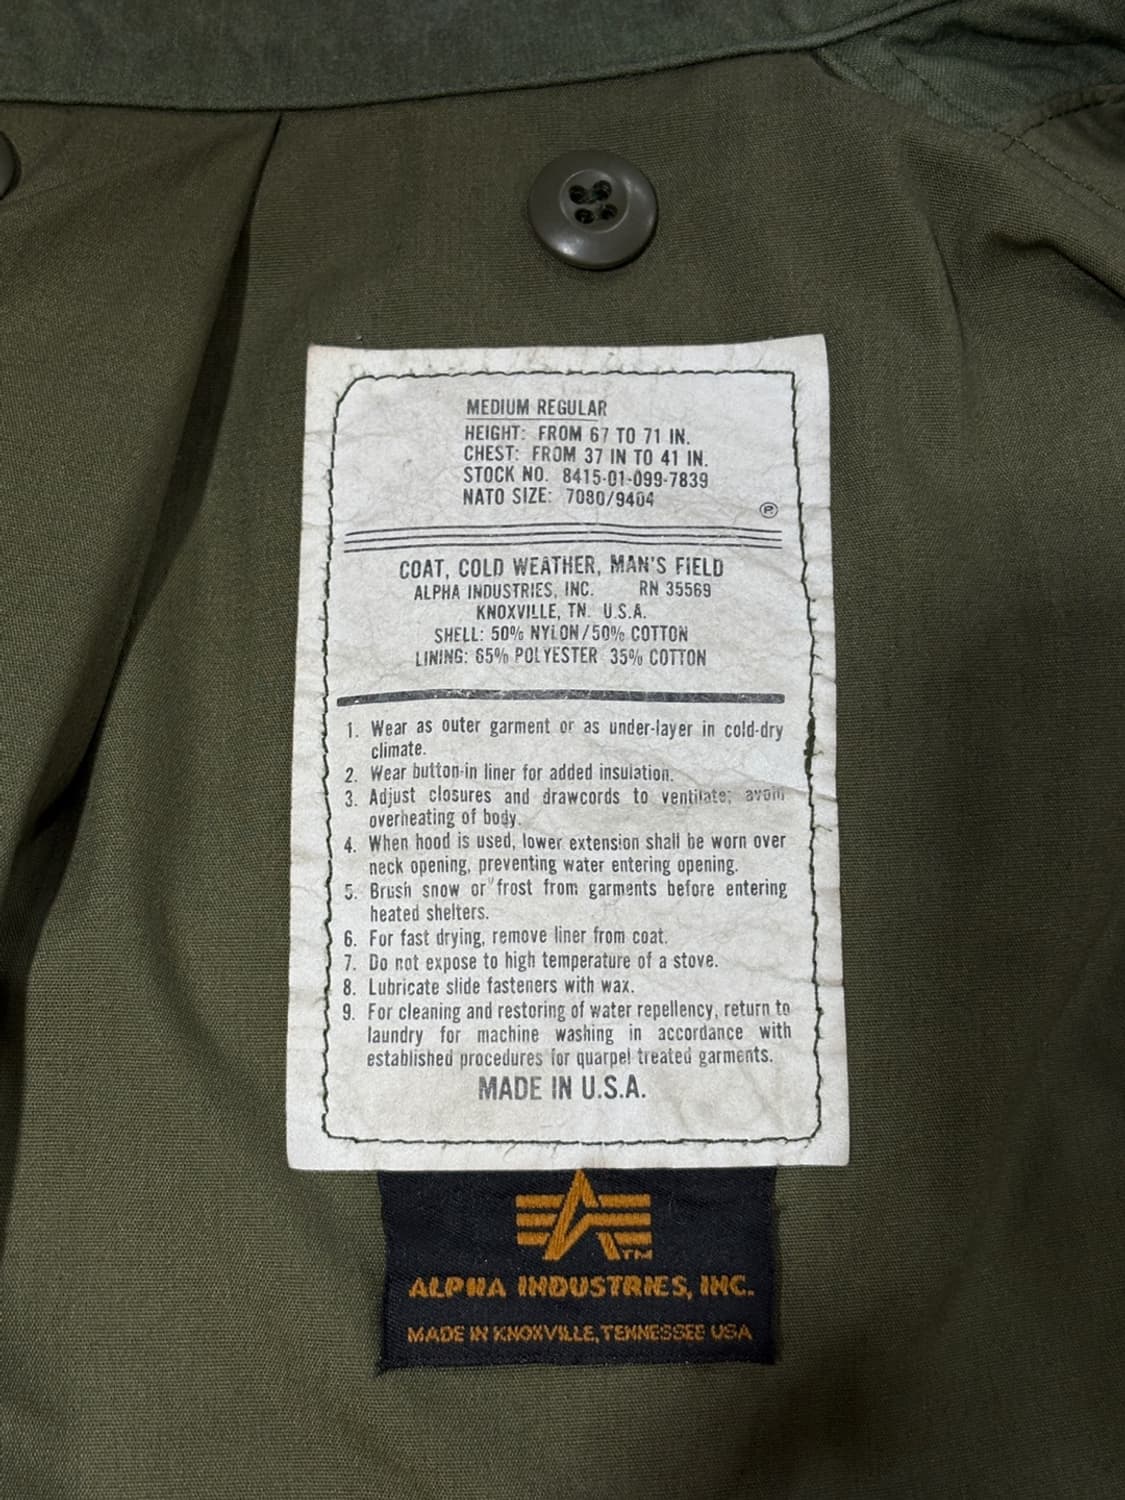 MEDIUM REGULAR
HEIGHT: FROM 67 TO 71 IN.
CHEST: FROM 37 IN TO 41 IN.
STOCK NO. 8415-01-099-7839
NATO SIZE: 7080/9404
Ⓡ
COAT, COLD WEATHER, MAN'S FIELD
ALPHA INDUSTRIES, INC. RN 35569
KNOXVILLE, TN. U.S.A.
SHELL: 50% NYLON/50% COTTON
LINING: 65% POLYESTER 35% COTTON
1. Wear as outer garment or as under-layer in cold-dry
climate.
2. Wear button-in liner for added insulation.
3. Adjust closures and drawcords to ventilate; avoid
overheating of body.
4. When hood is used, lower extension shall be worn over
neck opening, preventing water entering opening.
5. Brush snow or frost from garments before entering
heated shelters.
6. For fast drying, remove liner from coat.
7. Do not expose to high temperature of a stove.
8. Lubricate slide fasteners with wax.
9. For cleaning and restoring of water repellency, return to
laundry for machine washing in accordance with
established procedures for quarpel treated garments.
MADE IN U.S.A.
TM
ALPHA INDUSTRIES, INC.
MADE IN KNOXVILLE, TENNESSEE USA